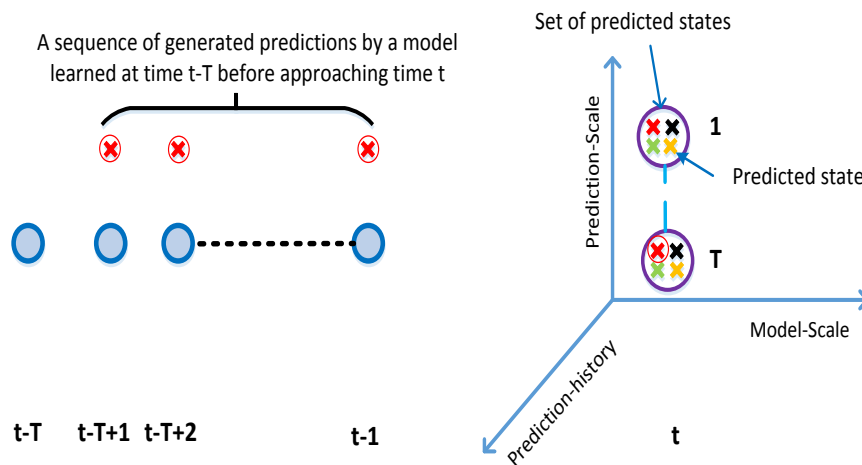 A sequence of generated predictions by a model
learned at time t-T before approaching time t
t-T
t-T+1
t-T+2
t-1
Set of predicted states
1
Predicted state
T
Prediction-Scale
Model-Scale
Prediction-history
t